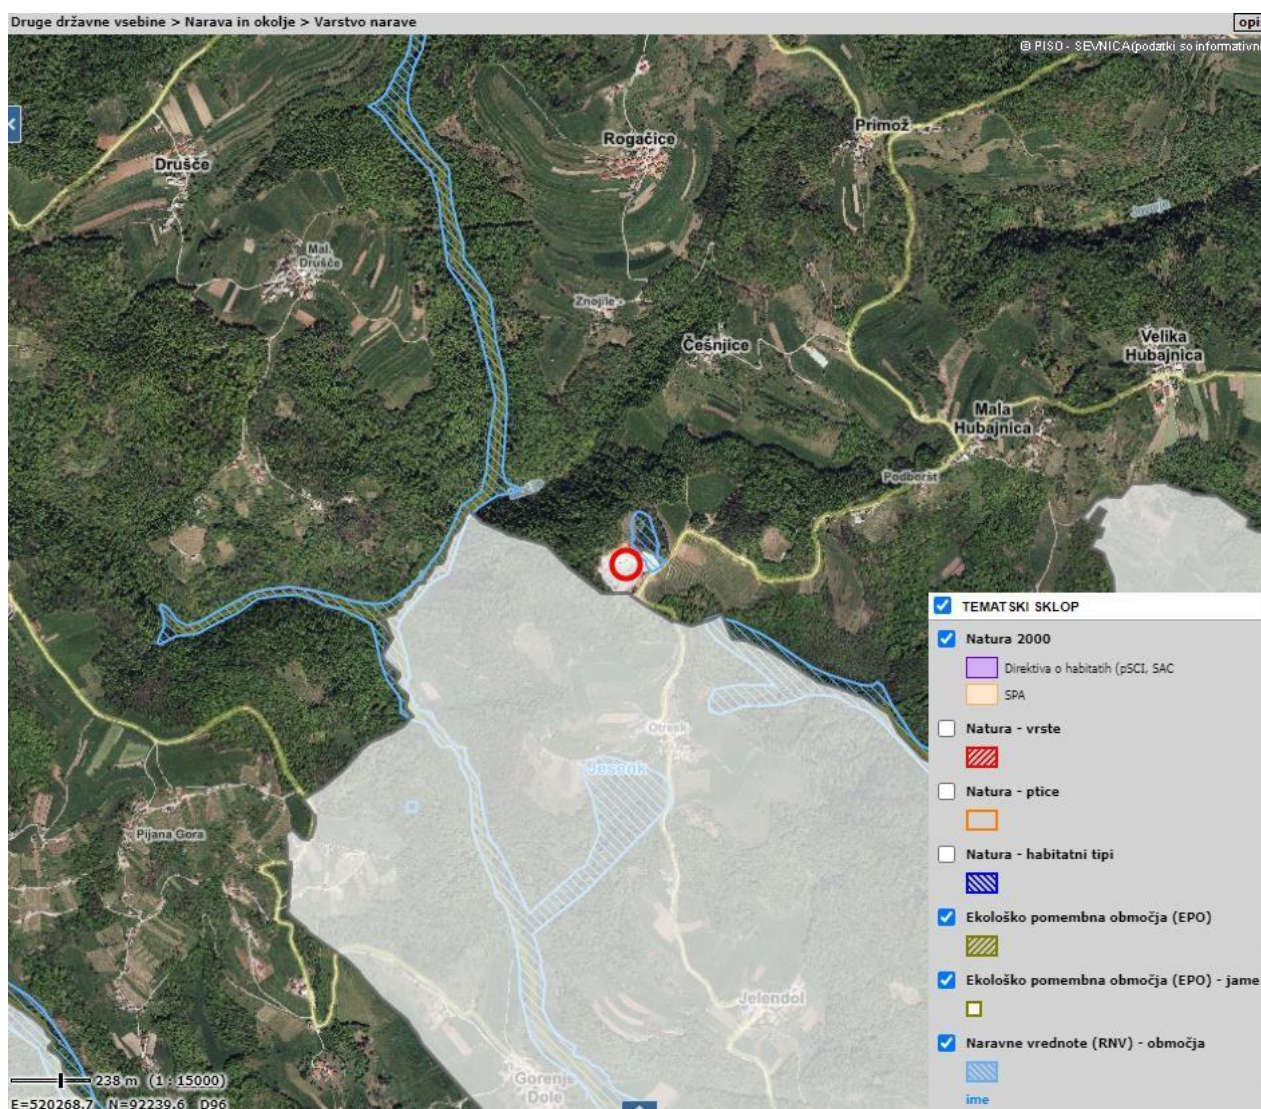 Druge državne vsebine > Narava in okolje > Varstvo narave
opi
© PISO - SEVNICA(podatki so informativni
Primož
Rogačice
Drušče
Mal.
Drušče
Znojile
Češnjice
Velika
Hubajnica
Mala
Hubajnica
Podboršt
TEMATSKI SKLOP
Natura 2000
Direktiva o habitatih (pSCI, SAC
SPA
Natura - vrste
Otresk
Jesenk
Natura - ptice
Pijana Gora
Natura - habitatni tipi
Ekološko pomembna območja (EPO)
Ekološko pomembna območja (EPO) - jame
Jelendol
Naravne vrednote (RNV) - območja
238 m (1 : 15000)
Gorenje
Dole
ime
E=520268,7 N=92239,6 D96